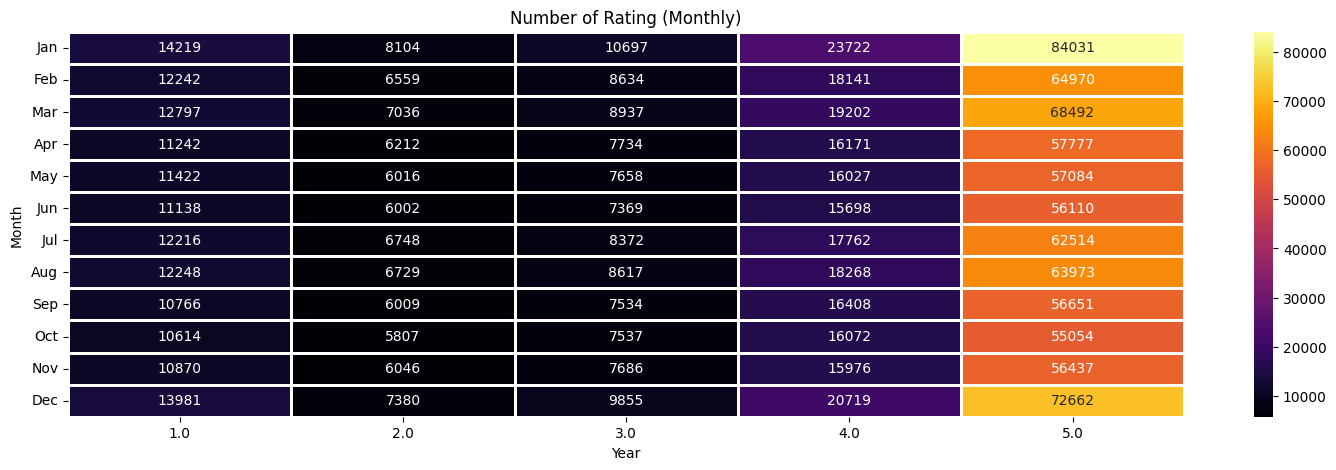 Number of Rating (Monthly)
Jan 14219 8104 10697 23722 84031
Feb 12242 6559 8634 18141 64970
Mar 12797 7036 8937 19202 68492
Apr 11242 6212 7734 16171 57777
May 11422 6016 7658 16027 57084
Jun 11138 6002 7369 15698 56110
Jul 12216 6748 8372 17762 62514
Aug 12248 6729 8617 18268 63973
Sep 10766 6009 7534 16408 56651
Oct 10614 5807 7537 16072 55054
Nov 10870 6046 7686 15976 56437
Dec 13981 7380 9855 20719 72662
1.0 2.0 3.0 4.0 5.0
Year
Month
80000
70000
60000
50000
40000
30000
20000
10000